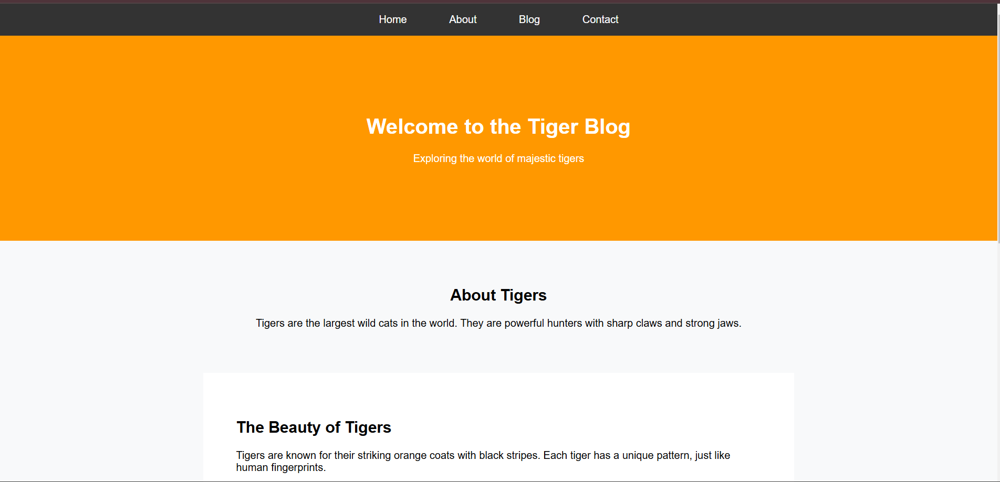 Home About Blog Contact
Welcome to the Tiger Blog
Exploring the world of majestic tigers
About Tigers
Tigers are the largest wild cats in the world. They are powerful hunters with sharp claws and strong jaws.
The Beauty of Tigers
Tigers are known for their striking orange coats with black stripes. Each tiger has a unique pattern, just like
human fingerprints.